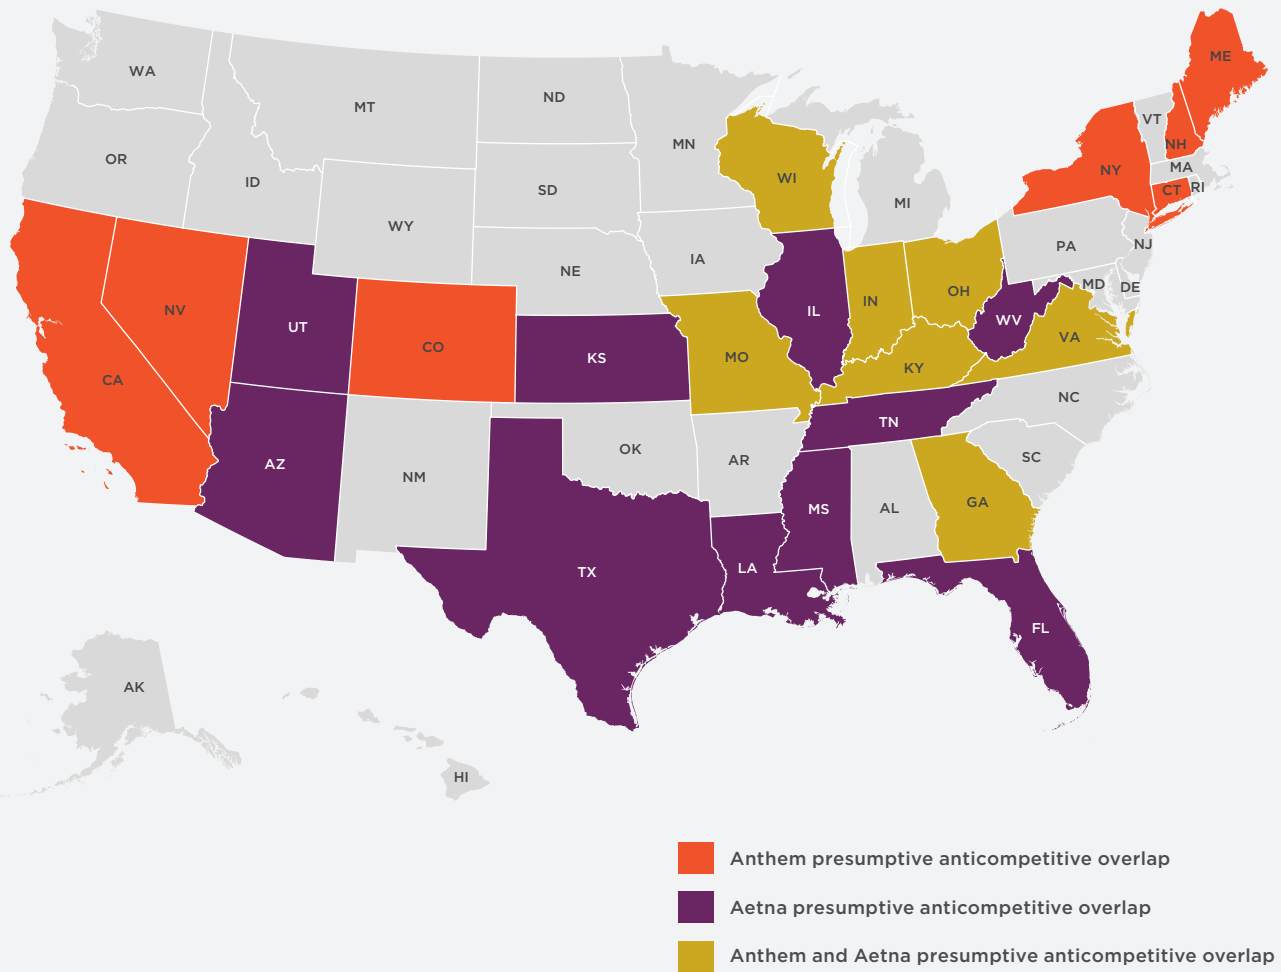 ME
WA
ND
MT
VT
MN
OR
NH
MA
NY
WI
ID
SD
CT
RI
MI
WY
PA
NJ
IA
NE
MD
DE
OH
IN
NV
IL
WV
UT
VA
CO
KS
MO
KY
CA
NC
TN
OK
SC
AZ
AR
NM
GA
MS
AL
LA
TX
FL
AK
HI
Anthem presumptive anticompetitive overlap
Aetna presumptive anticompetitive overlap
Anthem and Aetna presumptive anticompetitive overlap